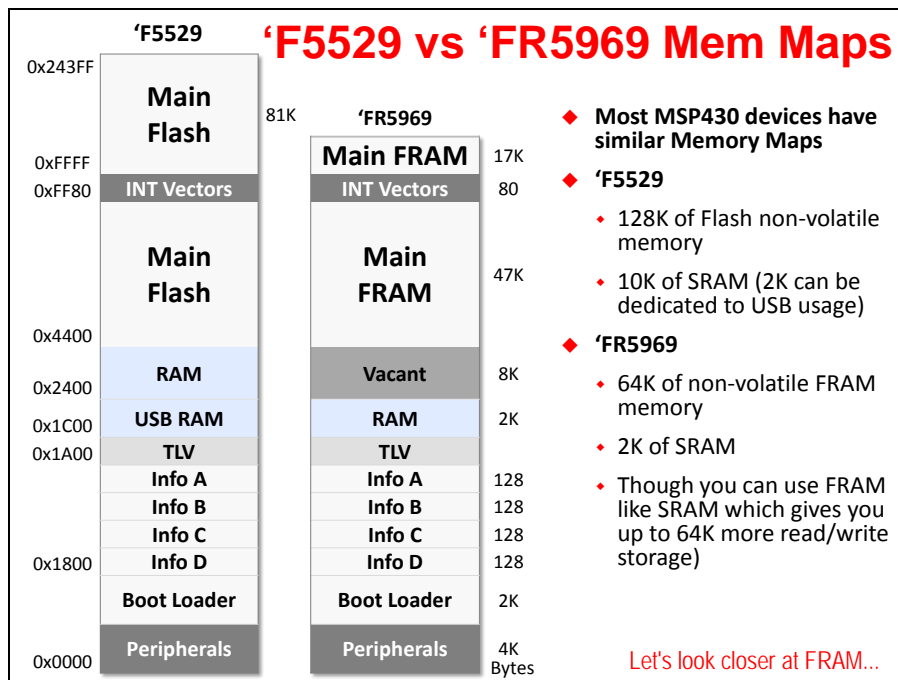 'F5529 vs 'FR5969 Mem Maps
'F5529
0x243FF
Main
Flash
81K
0xFFFF
0xFF80
INT Vectors
Main
Flash
0x4400
RAM
0x2400
USB RAM
0x1C00
TLV
0x1A00
Info A
Info B
Info C
Info D
0x1800
Boot Loader
Peripherals
0x0000
'FR5969
Main FRAM
17K
INT Vectors
80
Main
FRAM
47K
Vacant
8K
RAM
2K
TLV
Info A
128
Info B
128
Info C
128
Info D
128
Boot Loader
2K
Peripherals
4K
Bytes
Most MSP430 devices have
similar Memory Maps
'F5529
128K of Flash non-volatile
memory
10K of SRAM (2K can be
dedicated to USB usage)
'FR5969
64K of non-volatile FRAM
memory
2K of SRAM
Though you can use FRAM
like SRAM which gives you
up to 64K more read/write
storage)
Let's look closer at FRAM...